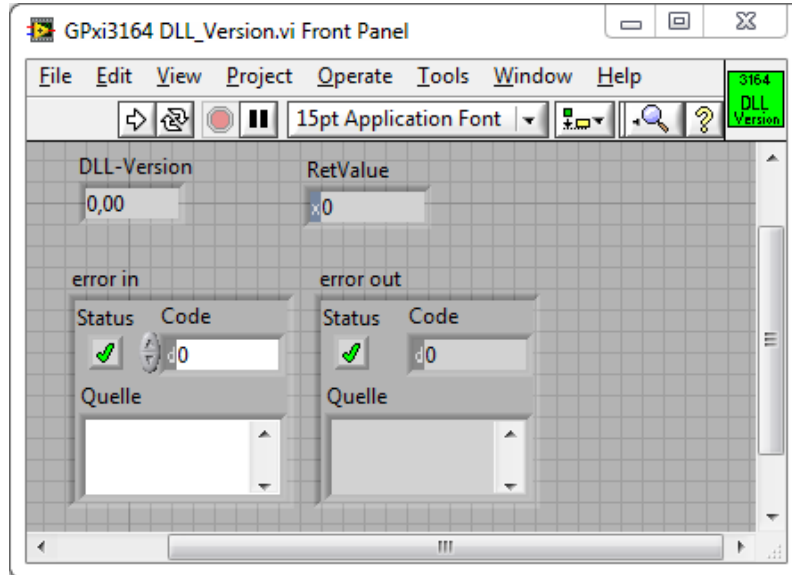 GPxi3164 DLL_Version.vi Front Panel
File Edit View Project Operate Tools Window Help
3164
DLL
Version
15pt Application Font
?
DLL-Version
RetValue
0,00
x0
error in
error out
Status Code
Status Code
d0
d0
Quelle
Quelle